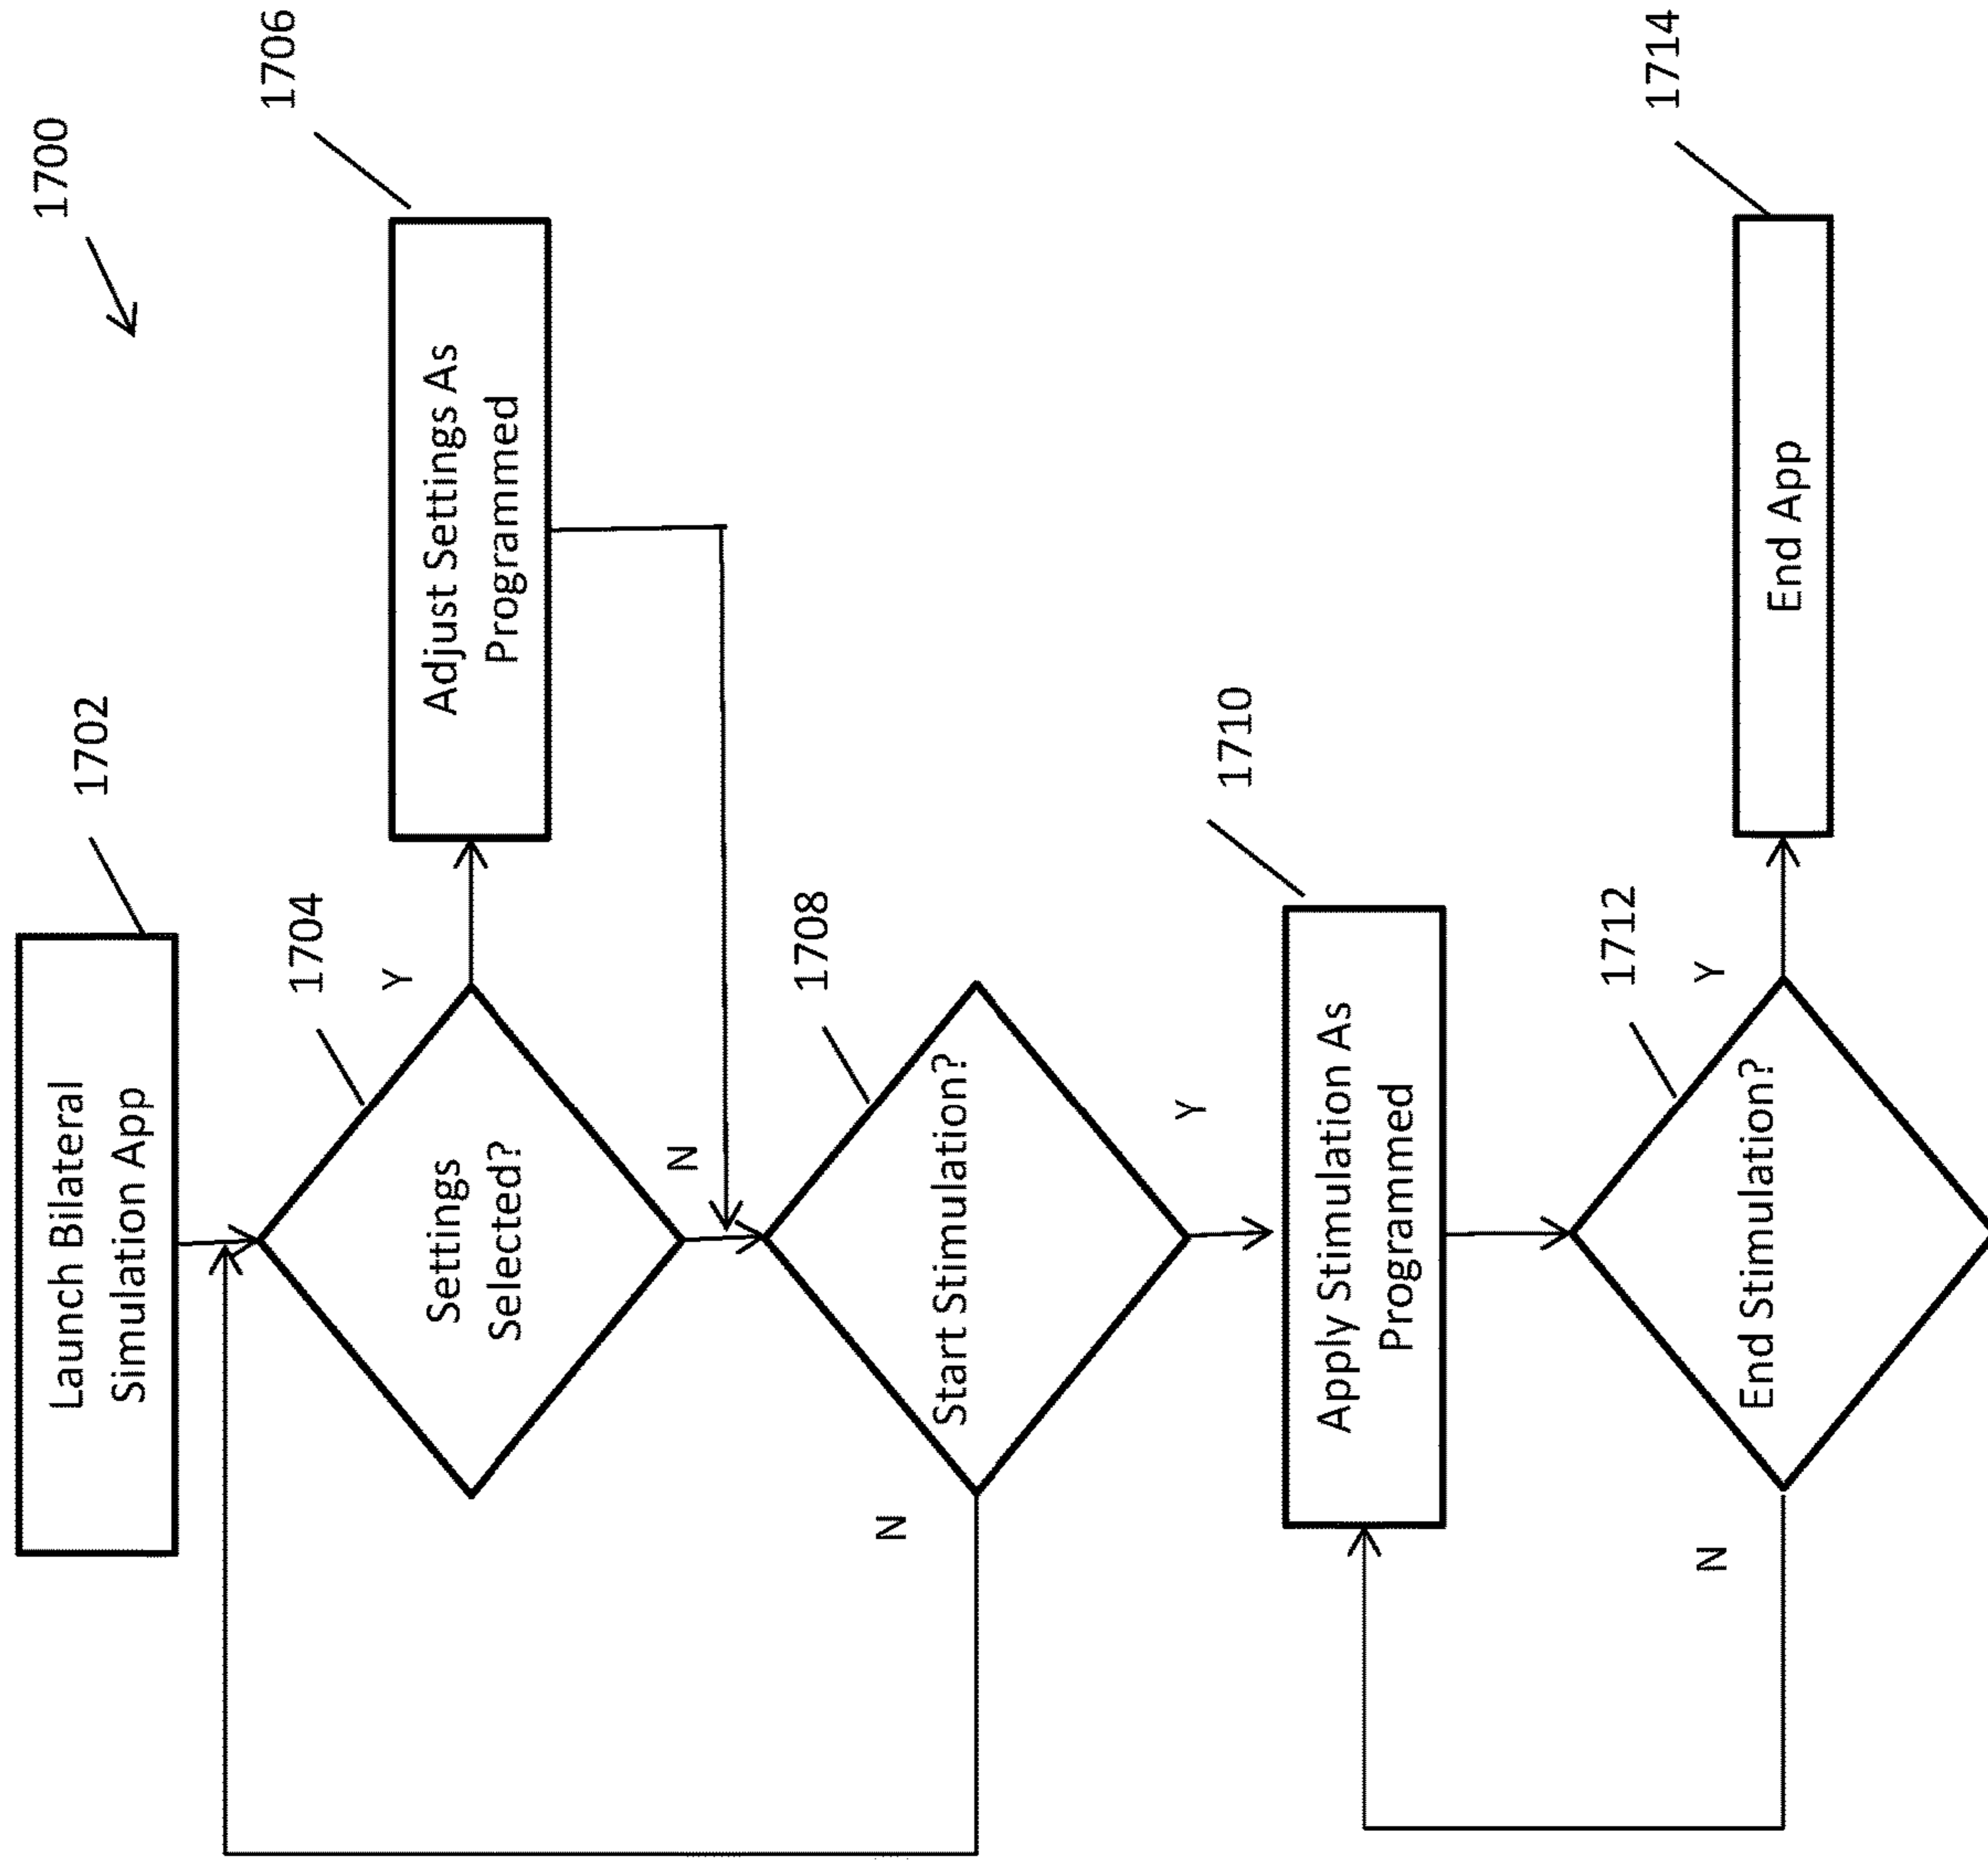 1700
1702
Launch Bilateral
Simulation App
1704
Settings
Selected?
Y
1706
Adjust Settings As
Programmed
N
1708
Start Stimulation?
N
Y
1710
Apply Stimulation As
Programmed
1712
End Stimulation?
N
Y
1714
End App